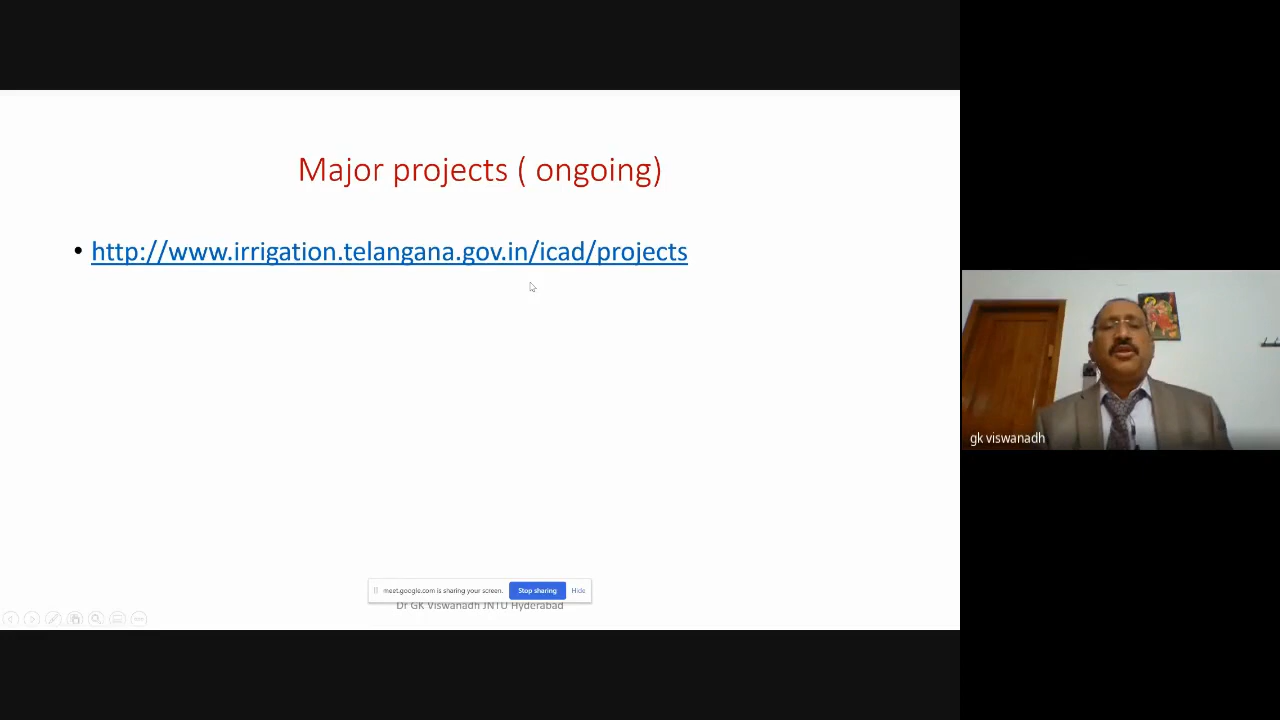 Major projects ( ongoing)
• http://www.irrigation.telangana.gov.in/icad/projects
gk viswanadh
meet.google.com is sharing your screen.
Stop sharing
Hide
Dr GK Viswanadh JNTU Hyderabad